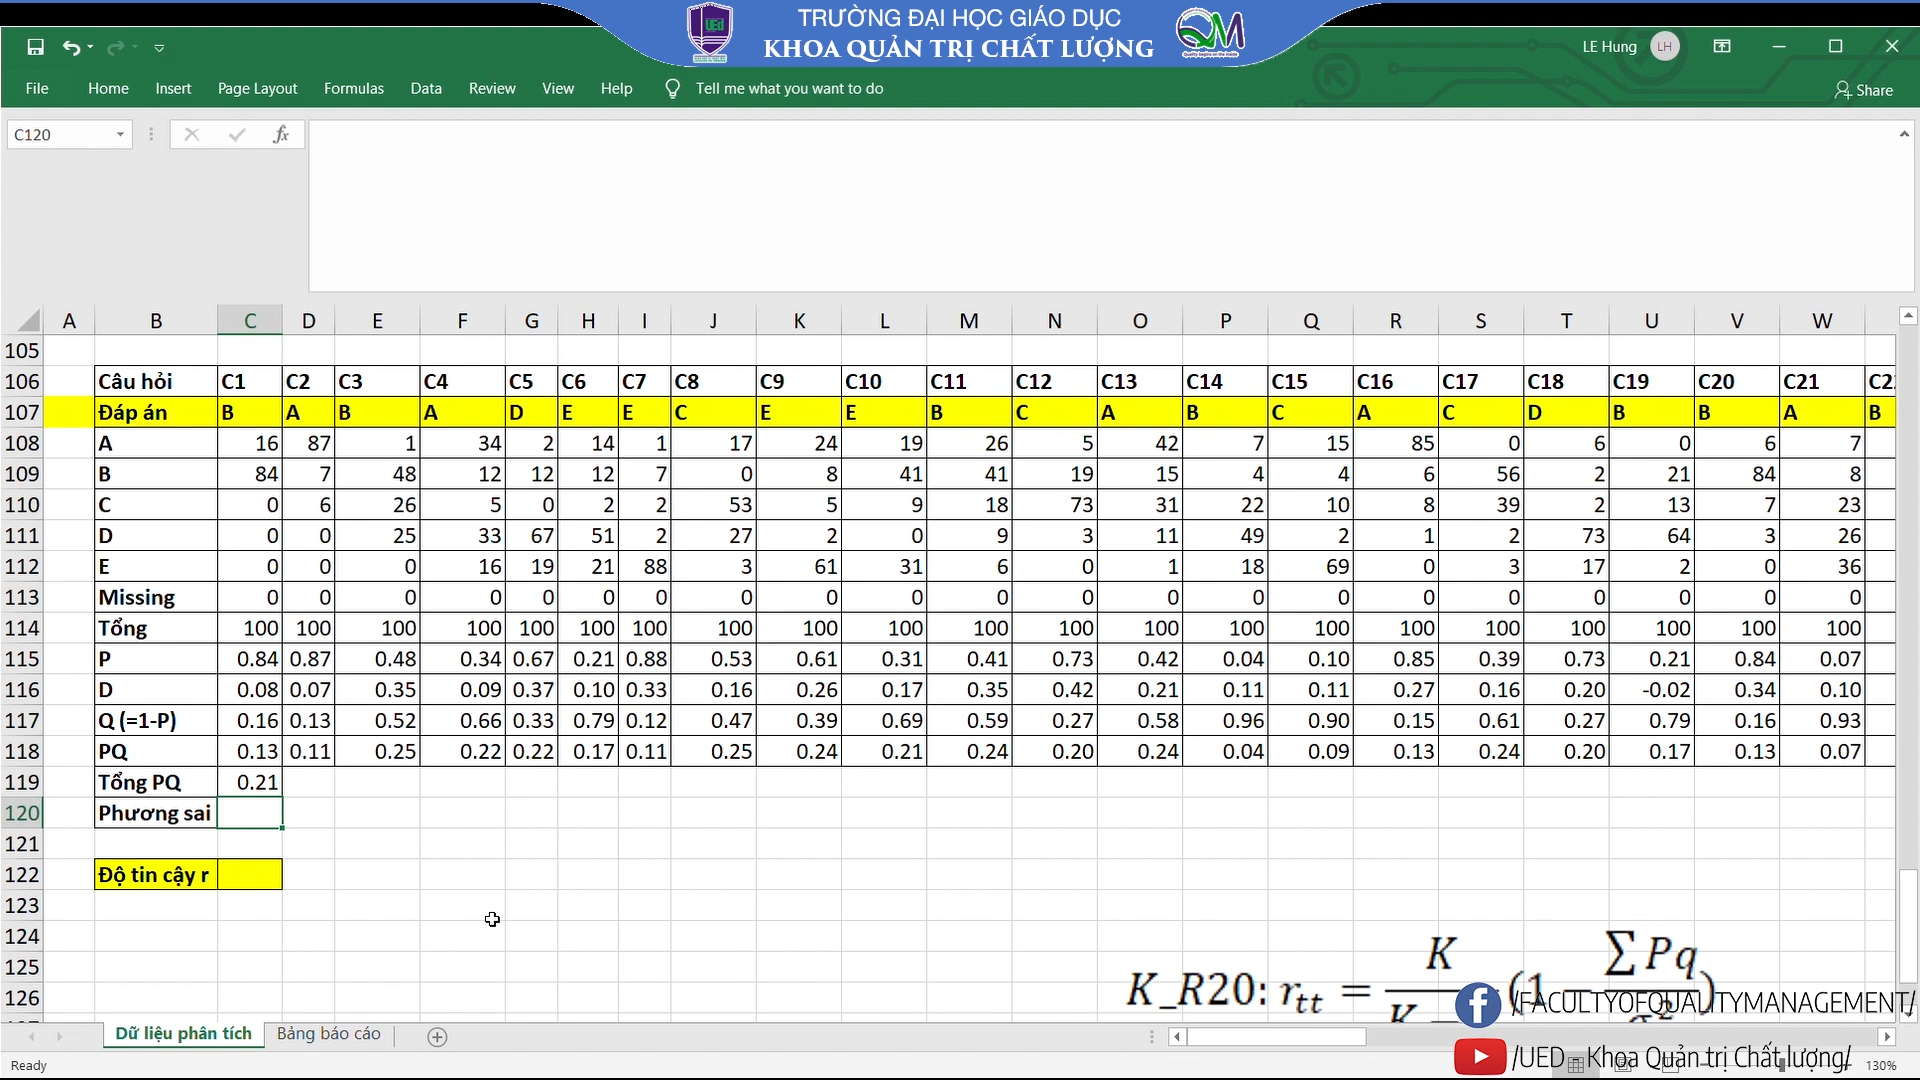 TRƯỜNG ĐẠI HỌC GIÁO DỤC
KHOA QUẢN TRỊ CHẤT LƯỢNG
UEd
QM
LE Hung LH
File Home Insert Page Layout Formulas Data Review View Help Tell me what you want to do Share
C120 fx
A B C D E F G H I J K L M N O P Q R S T U V W
105
106 Câu hỏi C1 C2 C3 C4 C5 C6 C7 C8 C9 C10 C11 C12 C13 C14 C15 C16 C17 C18 C19 C20 C21 C22
107 Đáp án B A B A D E E C E E B C A B C A C D B B A B
108 A 16 87 1 34 2 14 1 17 24 19 26 5 42 7 15 85 0 6 0 6 7
109 B 84 7 48 12 12 12 7 0 8 41 41 19 15 4 4 6 56 2 21 84 8
110 C 0 6 26 5 0 2 2 53 5 9 18 73 31 22 10 8 39 2 13 7 23
111 D 0 0 25 33 67 51 2 27 2 0 9 3 11 49 2 1 2 73 64 3 26
112 E 0 0 0 16 19 21 88 3 61 31 6 0 1 18 69 0 3 17 2 0 36
113 Missing 0 0 0 0 0 0 0 0 0 0 0 0 0 0 0 0 0 0 0 0 0
114 Tổng 100 100 100 100 100 100 100 100 100 100 100 100 100 100 100 100 100 100 100 100 100
115 P 0.84 0.87 0.48 0.34 0.67 0.21 0.88 0.53 0.61 0.31 0.41 0.73 0.42 0.04 0.10 0.85 0.39 0.73 0.21 0.84 0.07
116 D 0.08 0.07 0.35 0.09 0.37 0.10 0.33 0.16 0.26 0.17 0.35 0.42 0.21 0.11 0.11 0.27 0.16 0.20 -0.02 0.34 0.10
117 Q (=1-P) 0.16 0.13 0.52 0.66 0.33 0.79 0.12 0.47 0.39 0.69 0.59 0.27 0.58 0.96 0.90 0.15 0.61 0.27 0.79 0.16 0.93
118 PQ 0.13 0.11 0.25 0.22 0.22 0.17 0.11 0.25 0.24 0.21 0.24 0.20 0.24 0.04 0.09 0.13 0.24 0.20 0.17 0.13 0.07
119 Tổng PQ 0.21
120 Phương sai
121
122 Độ tin cậy r
123
124
125
126
K_R20: rtt = K (1 ∑ Pq )
/FACULTYOFQUALITYMANAGEMENT/
Dữ liệu phân tích Bảng báo cáo
/UED - Khoa Quản trị Chất lượng/
Ready 130%